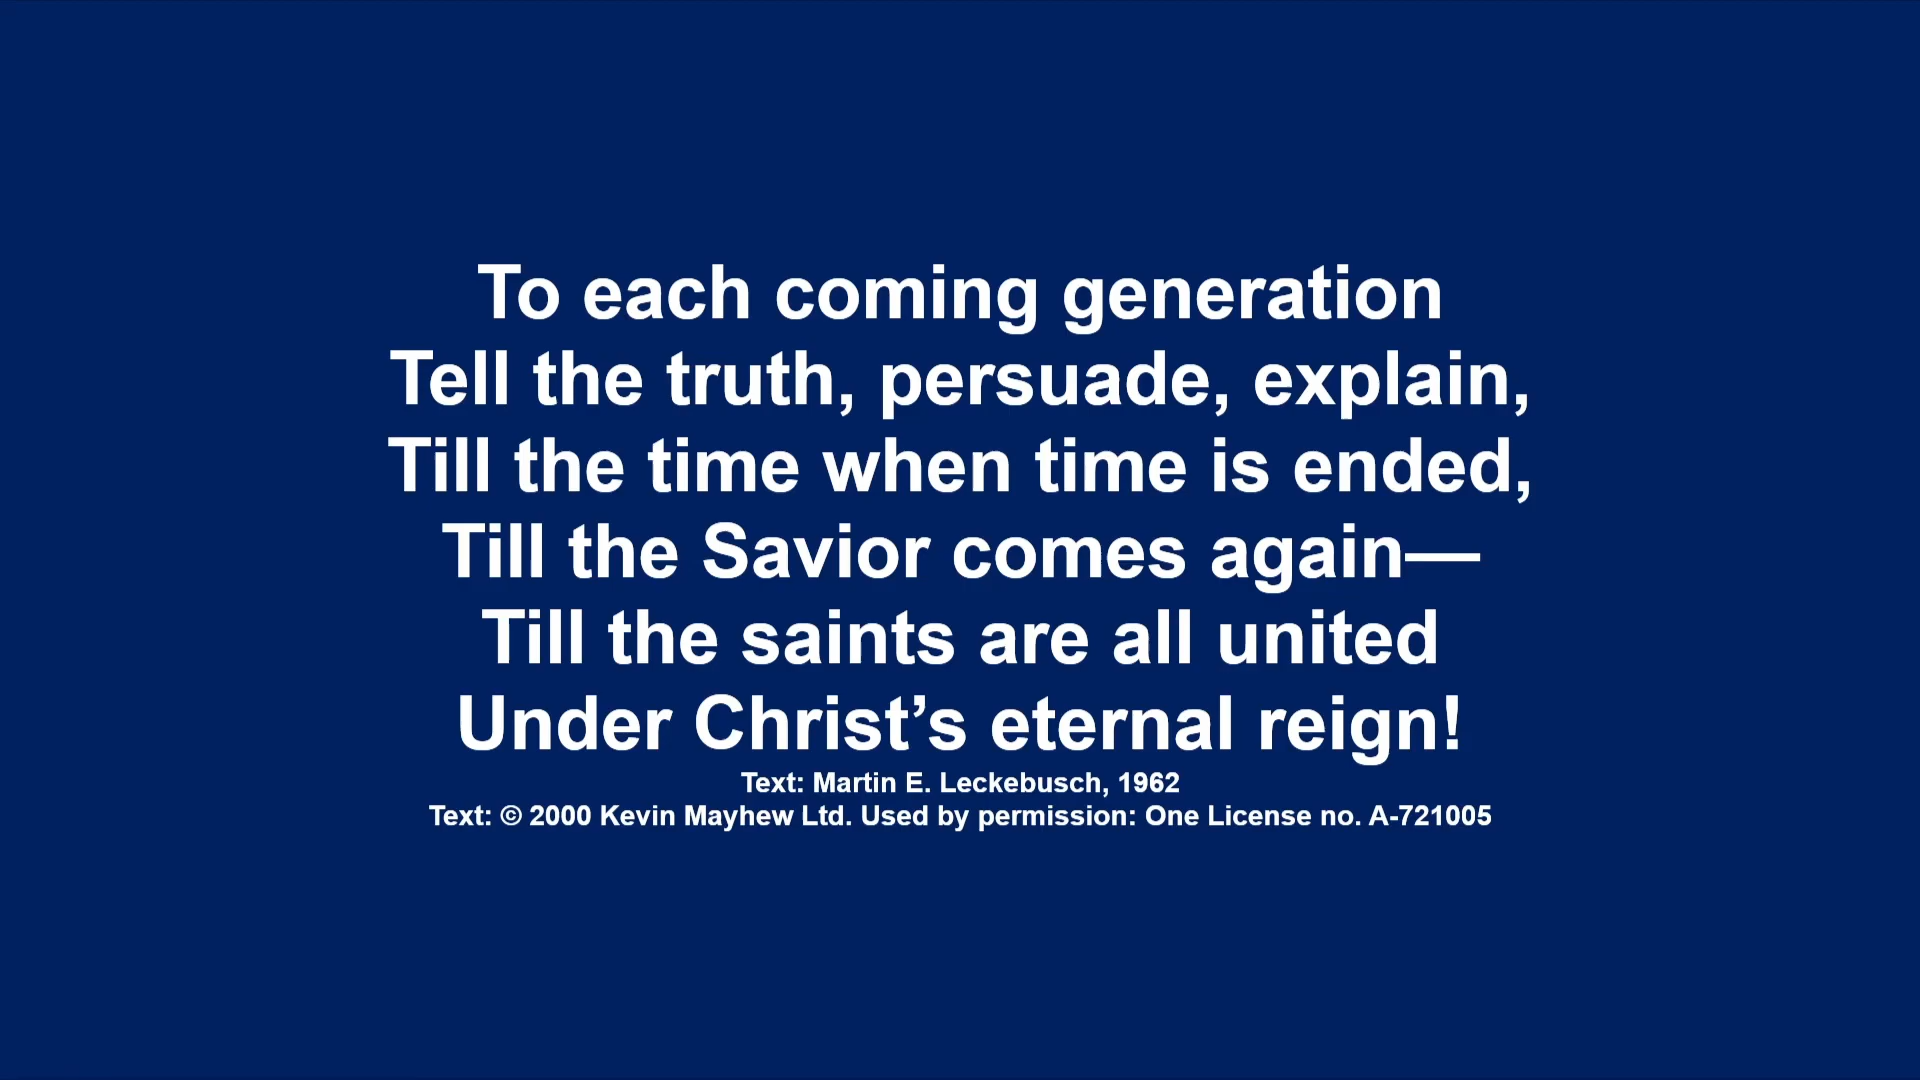 To each coming generation
Tell the truth, persuade, explain,
Till the time when time is ended,
Till the Savior comes again—
Till the saints are all united
Under Christ’s eternal reign!
Text: Martin E. Leckebusch, 1962
Text: © 2000 Kevin Mayhew Ltd. Used by permission: One License no. A-721005